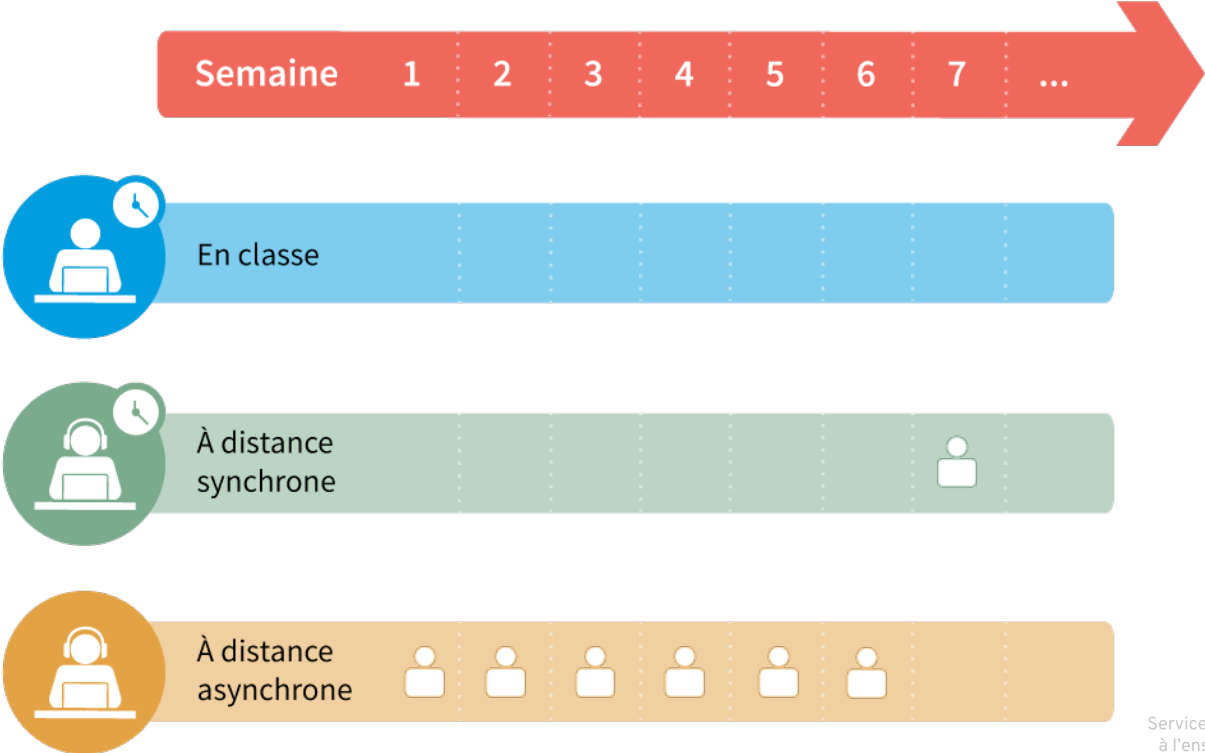 Semaine 1 2 3 4 5 6 7 ...
En classe
À distance
synchrone
À distance
asynchrone
Service
à l'ens